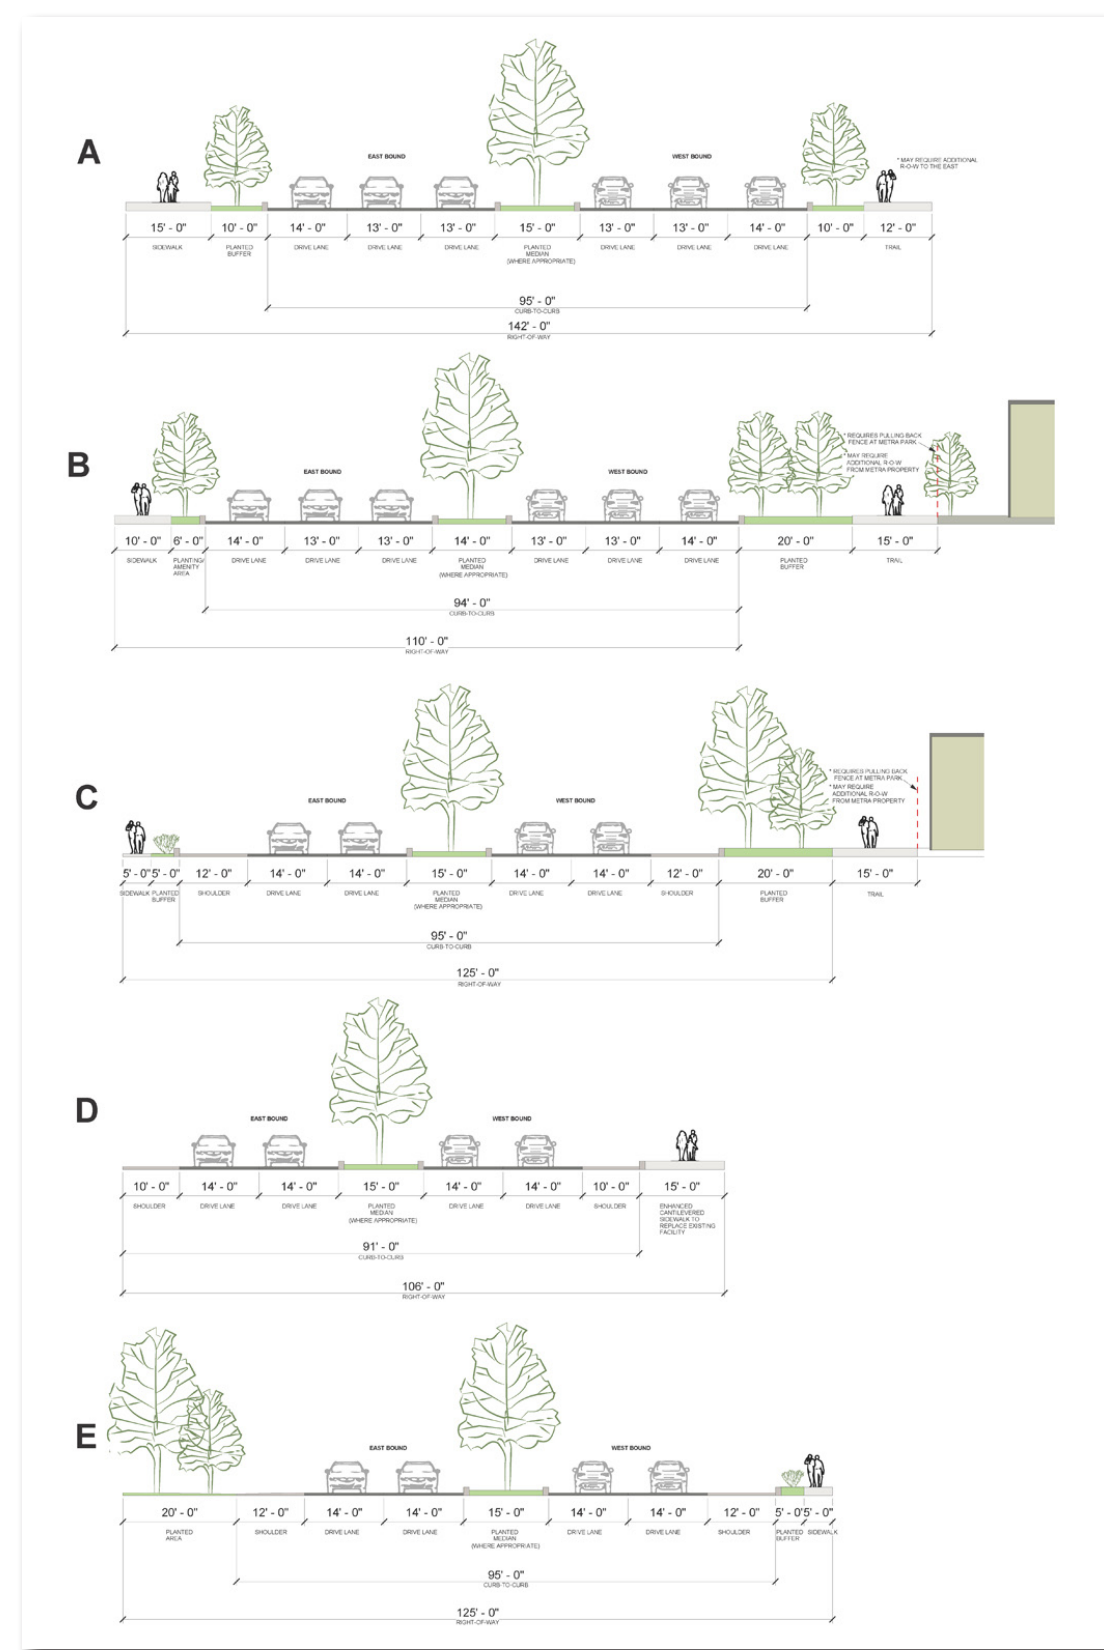 A
EAST BOUND
WEST BOUND
* MAY REQUIRE ADDITIONAL
R-O-W TO THE EAST
15' - 0" 10' - 0" 14' - 0" 13' - 0" 13' - 0" 15' - 0" 13' - 0" 13' - 0" 14' - 0" 10' - 0" 12' - 0"
SIDEWALK PLANTED DRIVE LANE DRIVE LANE DRIVE LANE PLANTED DRIVE LANE DRIVE LANE DRIVE LANE TRAIL
BUFFER MEDIAN
(WHERE APPROPRIATE)
95' - 0"
CURB-TO-CURB
142' - 0"
RIGHT-OF-WAY
B
EAST BOUND
WEST BOUND
* REQUIRES PULLING BACK
FENCE AT METRA PARK
* MAY REQUIRE
ADDITIONAL R-O-W
FROM METRA PROPERTY
10' - 0" 6' - 0" 14' - 0" 13' - 0" 13' - 0" 14' - 0" 13' - 0" 13' - 0" 14' - 0" 20' - 0" 15' - 0"
SIDEWALK PLANTING/ DRIVE LANE DRIVE LANE DRIVE LANE PLANTED DRIVE LANE DRIVE LANE DRIVE LANE PLANTED TRAIL
AMENITY MEDIAN BUFFER
AREA (WHERE APPROPRIATE)
94' - 0"
CURB-TO-CURB
110' - 0"
RIGHT-OF-WAY
C
EAST BOUND
WEST BOUND
* REQUIRES PULLING BACK
FENCE AT METRA PARK
* MAY REQUIRE
ADDITIONAL R-O-W
FROM METRA PROPERTY
5' - 0" 5' - 0" 12' - 0" 14' - 0" 14' - 0" 15' - 0" 14' - 0" 14' - 0" 12' - 0" 20' - 0" 15' - 0"
SIDEWALK PLANTED SHOULDER DRIVE LANE DRIVE LANE PLANTED DRIVE LANE DRIVE LANE SHOULDER PLANTED TRAIL
BUFFER MEDIAN BUFFER
(WHERE APPROPRIATE)
95' - 0"
CURB-TO-CURB
125' - 0"
RIGHT-OF-WAY
D
EAST BOUND
WEST BOUND
10' - 0" 14' - 0" 14' - 0" 15' - 0" 14' - 0" 14' - 0" 10' - 0" 15' - 0"
SHOULDER DRIVE LANE DRIVE LANE PLANTED DRIVE LANE DRIVE LANE SHOULDER ENHANCED
MEDIAN CANTILEVERED
(WHERE APPROPRIATE) SIDEWALK TO
REPLACE EXISTING
FACILITY
91' - 0"
CURB-TO-CURB
106' - 0"
RIGHT-OF-WAY
E
EAST BOUND
WEST BOUND
20' - 0" 12' - 0" 14' - 0" 14' - 0" 15' - 0" 14' - 0" 14' - 0" 12' - 0" 5' - 0" 5' - 0"
PLANTED SHOULDER DRIVE LANE DRIVE LANE PLANTED DRIVE LANE DRIVE LANE SHOULDER PLANTED SIDEWALK
AREA MEDIAN BUFFER
(WHERE APPROPRIATE)
95' - 0"
CURB-TO-CURB
125' - 0"
RIGHT-OF-WAY